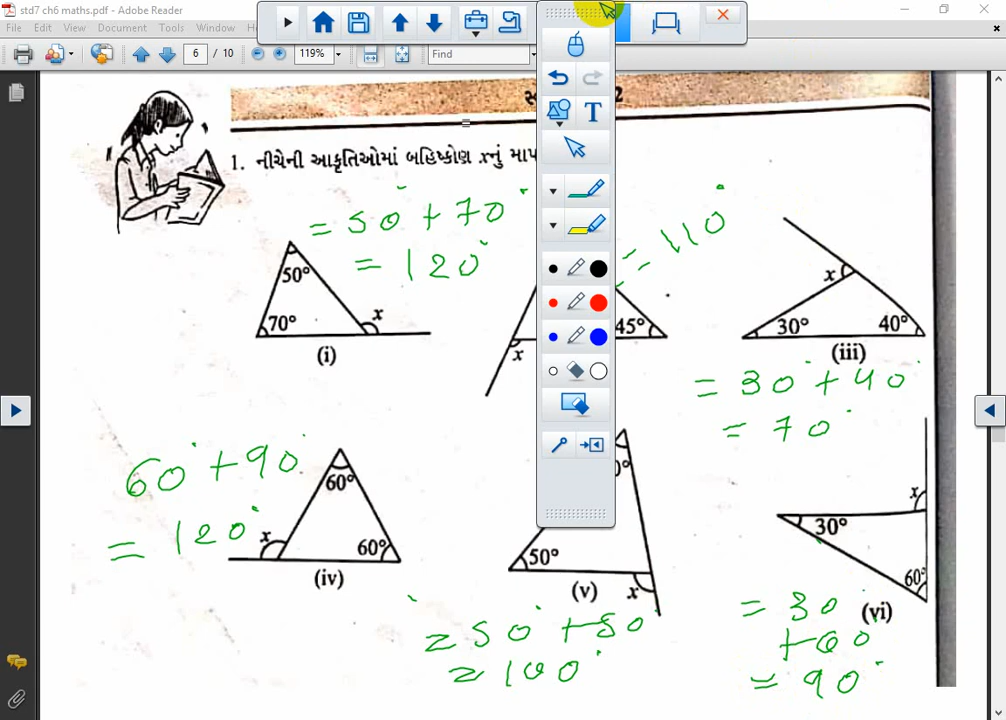 std7 ch6 maths.pdf - Adobe Reader
File Edit View Document Tools Window
6 / 10 119% Find
2
1. નીચેની આકૃતિઓમાં બહિષ્કોણ xનું માપ
= 50° + 70°
= 120°
50°
70°
x
(i)
= 110°
45°
x
x
30°
40°
(iii)
= 30° + 40°
= 70°
60° + 90°
= 120°
60°
x
60°
(iv)
0°
50°
x
(v)
= 50° + 50°
= 100°
x
30°
60°
(vi)
= 30
+60°
= 90°
T